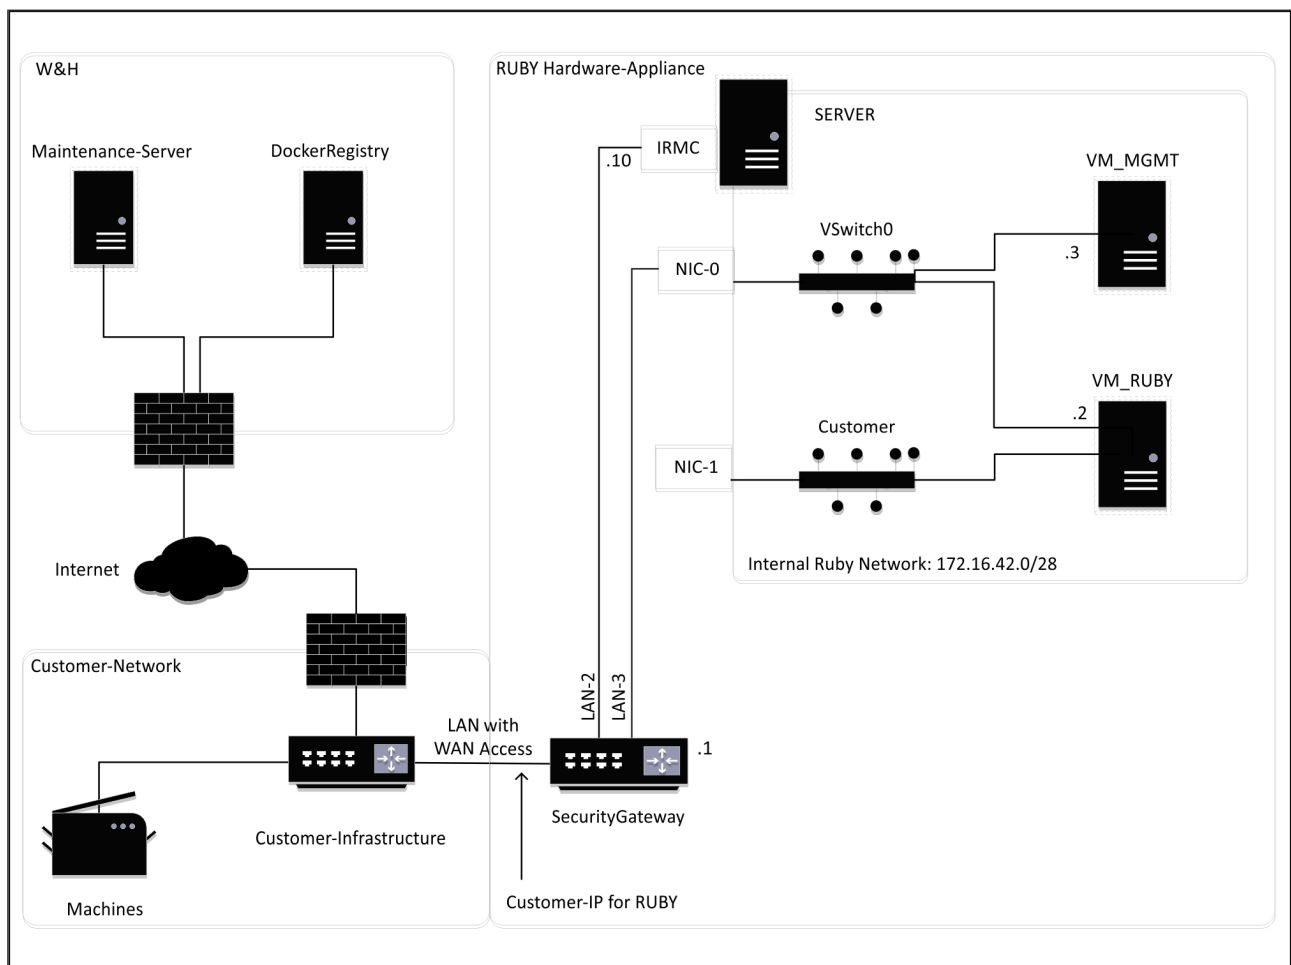 W&H
Maintenance-Server
DockerRegistry
Internet
Customer-Network
Machines
Customer-Infrastructure
LAN with
WAN Access
RUBY Hardware-Appliance
SERVER
IRMC
.10
VM_MGMT
.3
VSwitch0
NIC-0
VM_RUBY
.2
Customer
NIC-1
Internal Ruby Network: 172.16.42.0/28
LAN-2
LAN-3
.1
SecurityGateway
Customer-IP for RUBY